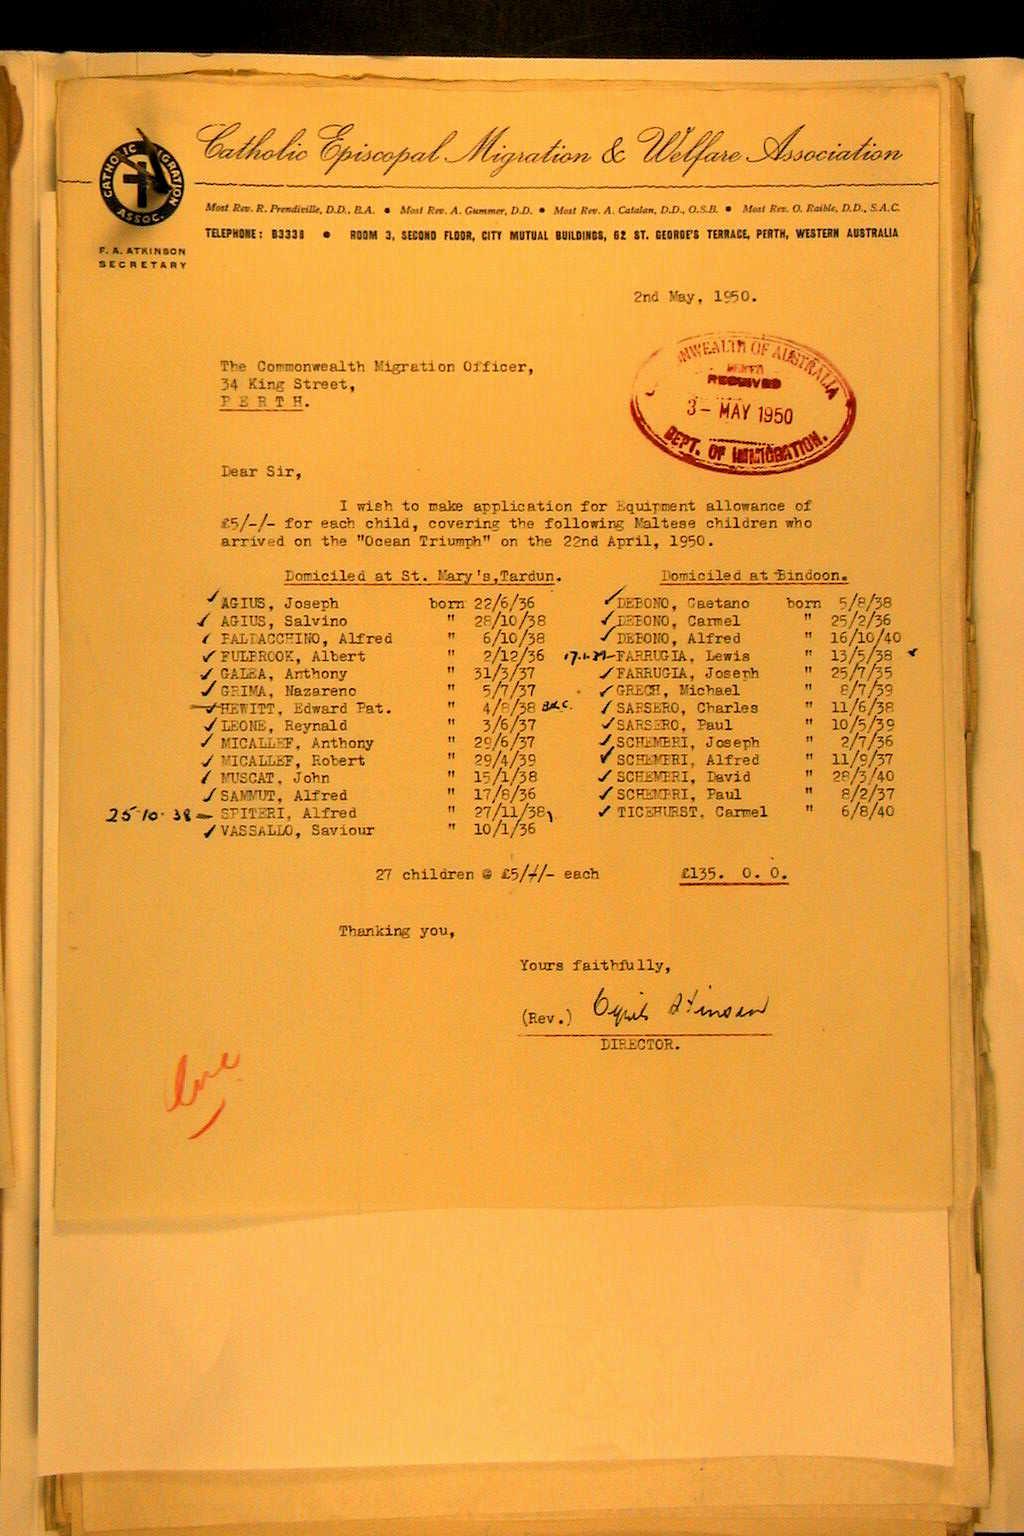 Catholic Episcopal Migration & Welfare Association
CATHOLIC MIGRATION ASSOC.
Most Rev. R. Prendiville, D.D., B.A. • Most Rev. A. Gummer, D.D. • Most Rev. A. Catalan, D.D., O.S.B. • Most Rev. O. Raible, D.D., S.A.C.
TELEPHONE: B3338 • ROOM 3, SECOND FLOOR, CITY MUTUAL BUILDINGS, 62 ST. GEORGE'S TERRACE, PERTH, WESTERN AUSTRALIA
F. A. ATKINSON
SECRETARY
2nd May, 1950.
The Commonwealth Migration Officer,
34 King Street,
P E R T H.
COMMONWEALTH OF AUSTRALIA
RECEIVED
3 - MAY 1950
DEPT. OF IMMIGRATION.
Dear Sir,
I wish to make application for Equipment allowance of
£5/-/- for each child, covering the following Maltese children who
arrived on the "Ocean Triumph" on the 22nd April, 1950.
Domiciled at St. Mary's,Tardun. Domiciled at Bindoon.
✓ AGIUS, Joseph born 22/6/36 ✓ DEBONO, Gaetano born 5/8/38
✓ AGIUS, Salvino " 28/10/38 ✓ DEBONO, Carmel " 25/2/36
✓ BALDACCHINO, Alfred " 6/10/38 ✓ DEBONO, Alfred " 16/10/40
✓ FULBROOK, Albert " 2/12/36 17.1.39 - FARRUGIA, Lewis " 13/5/38 ✓
✓ GALEA, Anthony " 31/3/37 ✓ FARRUGIA, Joseph " 25/7/35
✓ GRIMA, Nazareno " 5/7/37 ✓ GRECH, Michael " 8/7/39
✓ HEWITT, Edward Pat. " 4/8/38 ✓ SARSERO, Charles " 11/6/38
✓ LEONE, Reynald " 3/6/37 ✓ SARSERO, Paul " 10/5/39
✓ MICALLEF, Anthony " 29/6/37 ✓ SCHEMBRI, Joseph " 2/7/36
✓ MICALLEF, Robert " 29/4/39 ✓ SCHEMBRI, Alfred " 11/9/37
✓ MUSCAT, John " 15/1/38 ✓ SCHEMBRI, David " 28/3/40
✓ SAMMUT, Alfred " 17/8/36 ✓ SCHEMBRI, Paul " 8/2/37
25-10-38 - SPITERI, Alfred " 27/11/38 ✓ TICEHURST, Carmel " 6/8/40
✓ VASSALLO, Saviour " 10/1/36
27 children @ £5/-/- each £135. 0. 0.
Thanking you,
Yours faithfully,
(Rev.) Cyril Stinson
DIRECTOR.